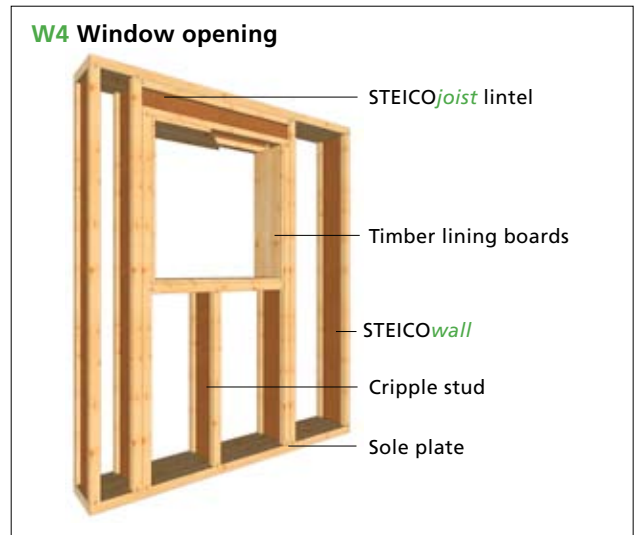 W4 Window opening
STEICOjoist lintel
Timber lining boards
STEICOwall
Cripple stud
Sole plate